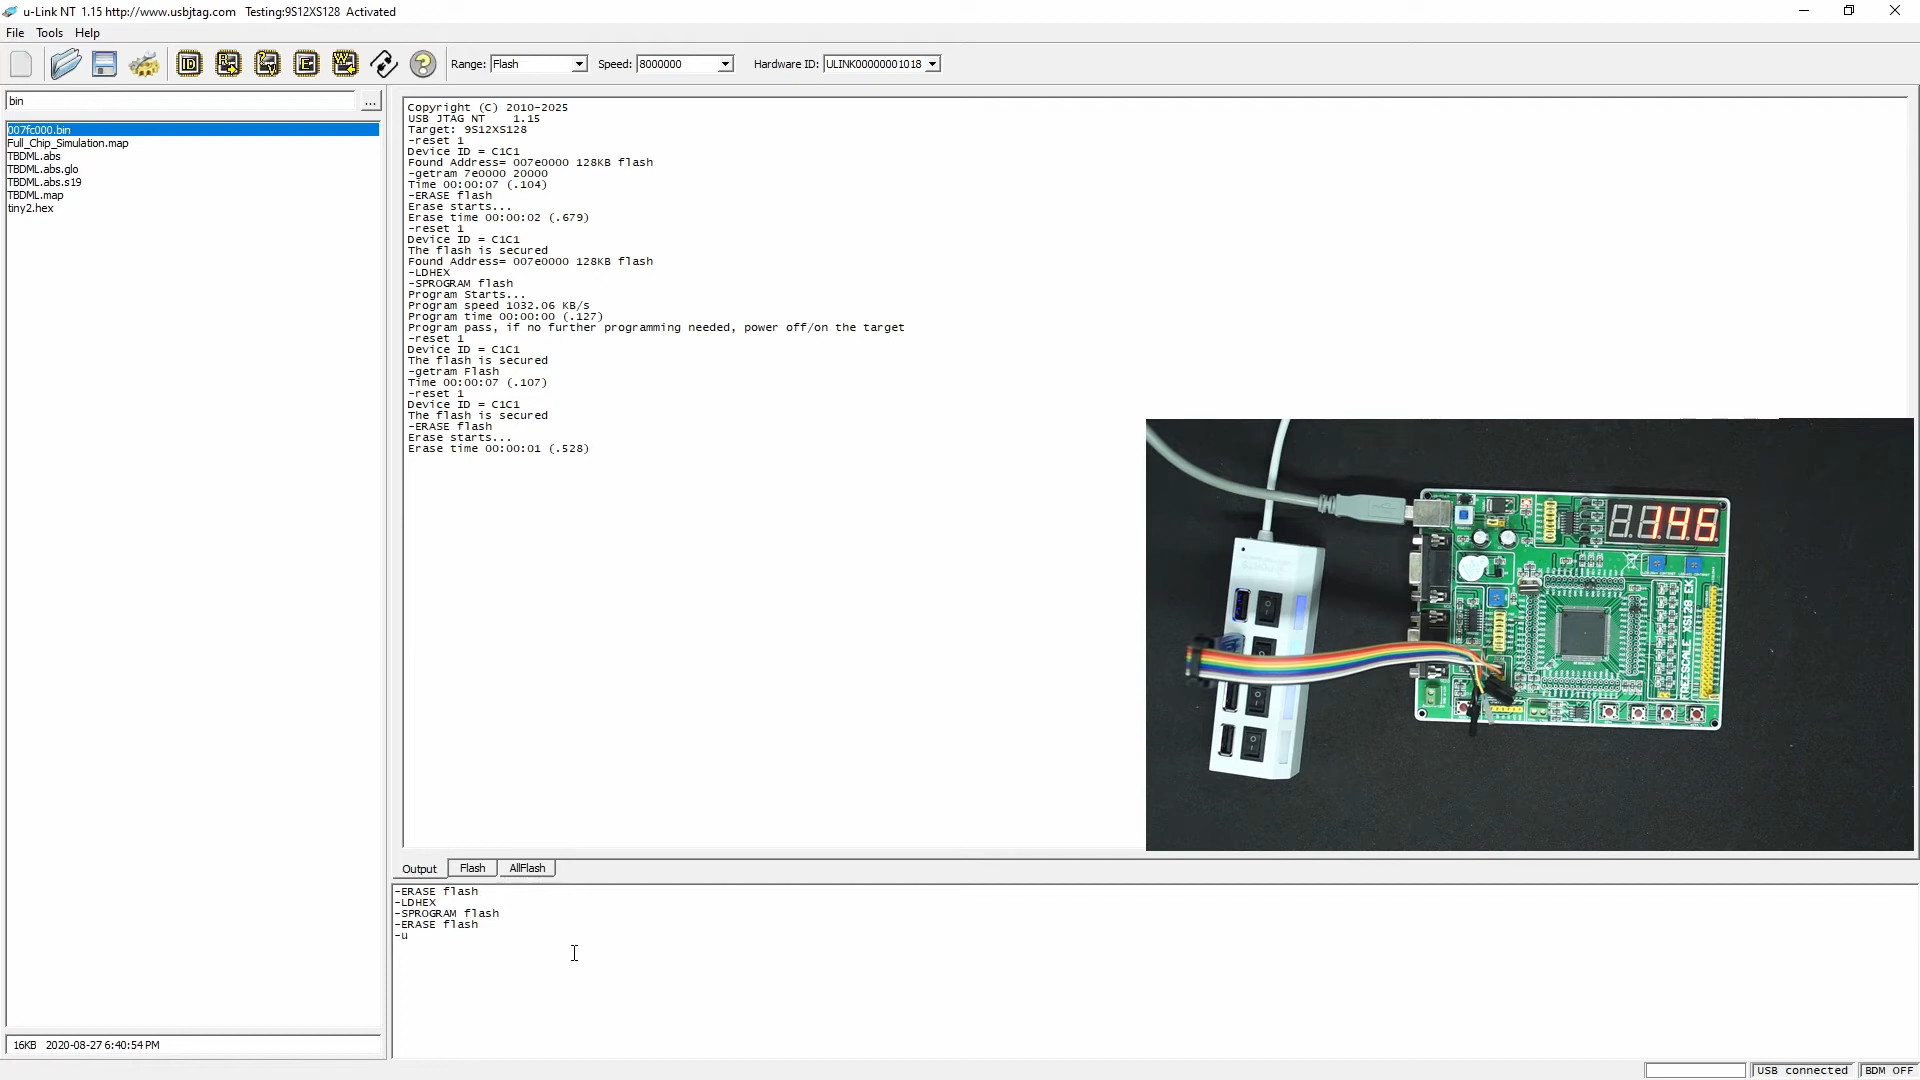 u-Link NT 1.15 http://www.usbjtag.com Testing:9S12XS128 Activated
File Tools Help
ID
E
Range: Flash Speed: 8000000 Hardware ID: ULINK00000001018
bin
...
007fc000.bin
Full_Chip_Simulation.map
TBDML.abs
TBDML.abs.glo
TBDML.abs.s19
TBDML.map
tiny2.hex
16KB 2020-08-27 6:40:54 PM
Copyright (C) 2010-2025
USB JTAG NT 1.15
Target: 9S12XS128
-reset 1
Device ID = C1C1
Found Address= 007e0000 128KB flash
-getram 7e0000 20000
Time 00:00:07 (.104)
-ERASE flash
Erase starts...
Erase time 00:00:02 (.679)
-reset 1
Device ID = C1C1
The flash is secured
Found Address= 007e0000 128KB flash
-LDHEX
-SPROGRAM flash
Program Starts...
Program speed 1032.06 KB/s
Program time 00:00:00 (.127)
Program pass, if no further programming needed, power off/on the target
-reset 1
Device ID = C1C1
The flash is secured
-getram Flash
Time 00:00:07 (.107)
-reset 1
Device ID = C1C1
The flash is secured
-ERASE flash
Erase starts...
Erase time 00:00:01 (.528)
FREESCALE XS128 EK
Output Flash AllFlash
-ERASE flash
-LDHEX
-SPROGRAM flash
-ERASE flash
-u
USB connected BDM OFF